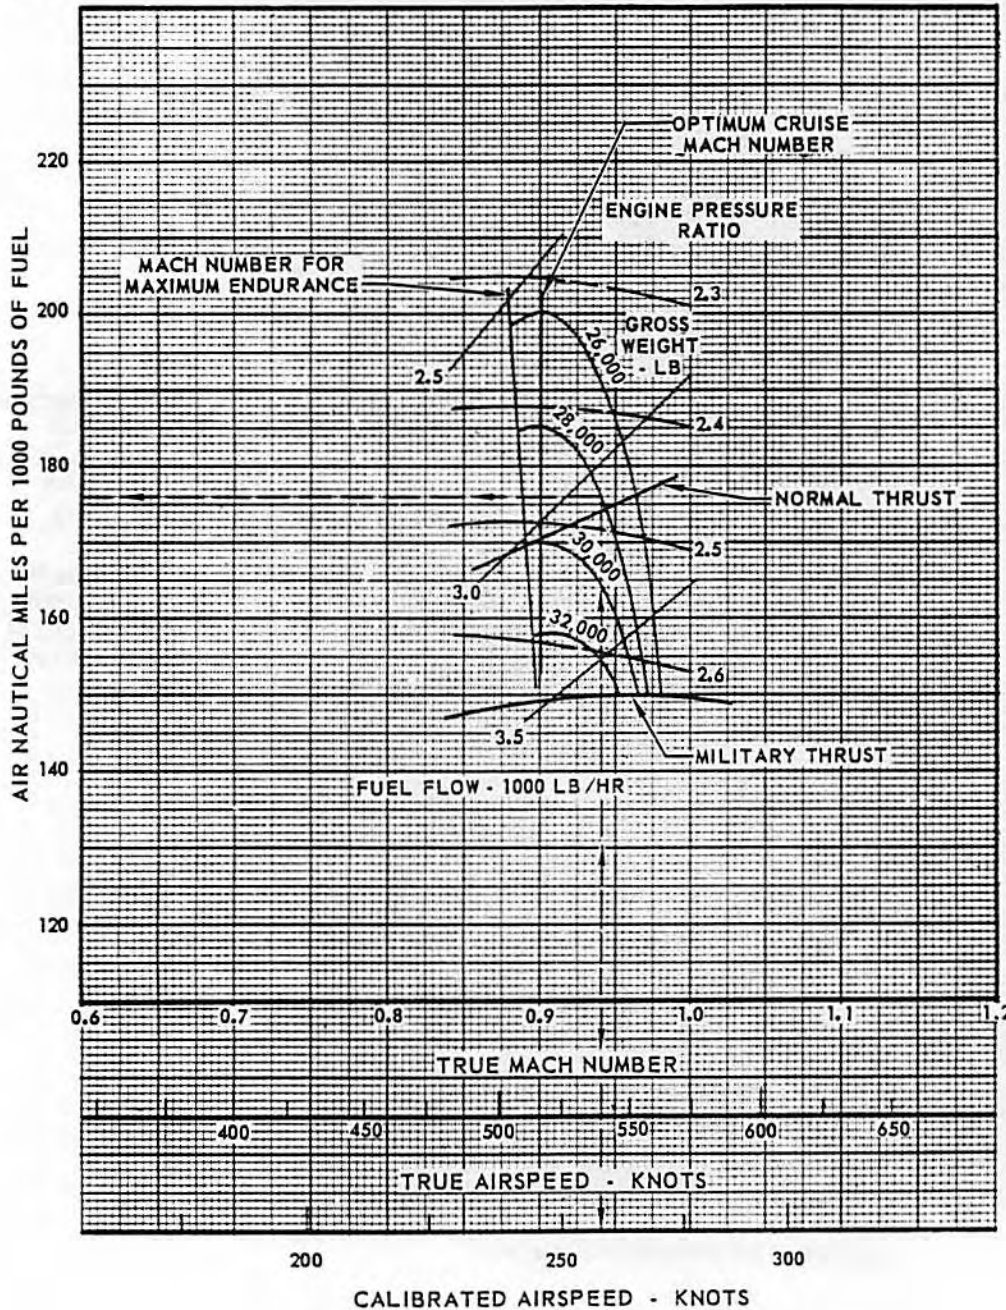 220
200
180
160
140
120
AIR NAUTICAL MILES PER 1000 POUNDS OF FUEL
OPTIMUM CRUISE
MACH NUMBER
ENGINE PRESSURE
RATIO
MACH NUMBER FOR
MAXIMUM ENDURANCE
2.3
GROSS
WEIGHT
- LB
26,000
2.5
28,000
2.4
NORMAL THRUST
2.5
30,000
3.0
32,000
2.6
3.5
MILITARY THRUST
FUEL FLOW - 1000 LB/HR
0.6 0.7 0.8 0.9 1.0 1.1 1.2
TRUE MACH NUMBER
400 450 500 550 600 650
TRUE AIRSPEED - KNOTS
200 250 300
CALIBRATED AIRSPEED - KNOTS